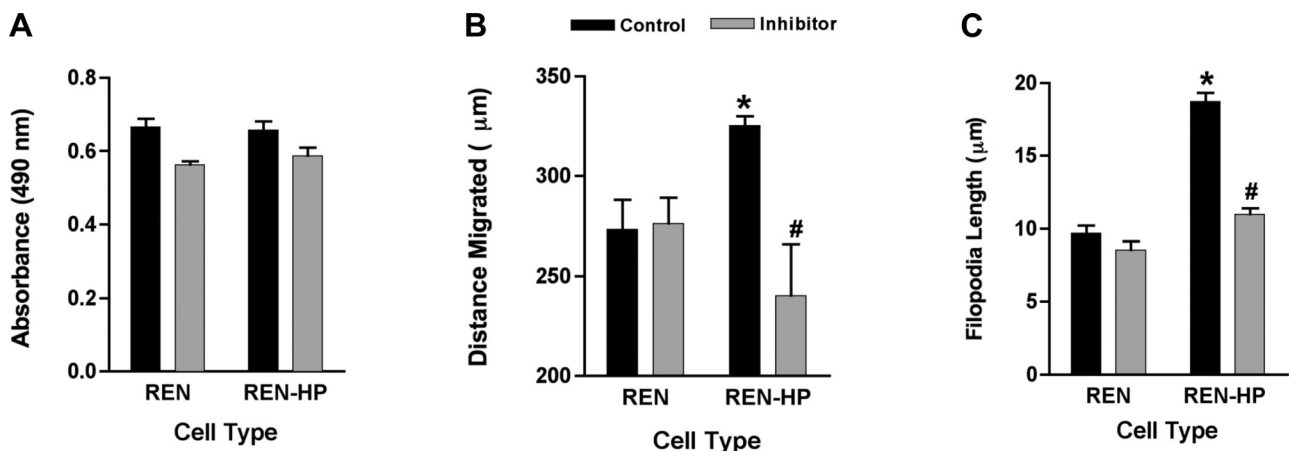 A
Absorbance (490 nm)
0.8
0.6
0.4
0.2
0.0
REN REN-HP
Cell Type
B
Control Inhibitor
Distance Migrated ( μm)
350
300
250
200
*
#
REN REN-HP
Cell Type
C
Filopodia Length (μm)
20
15
10
5
0
*
#
REN REN-HP
Cell Type